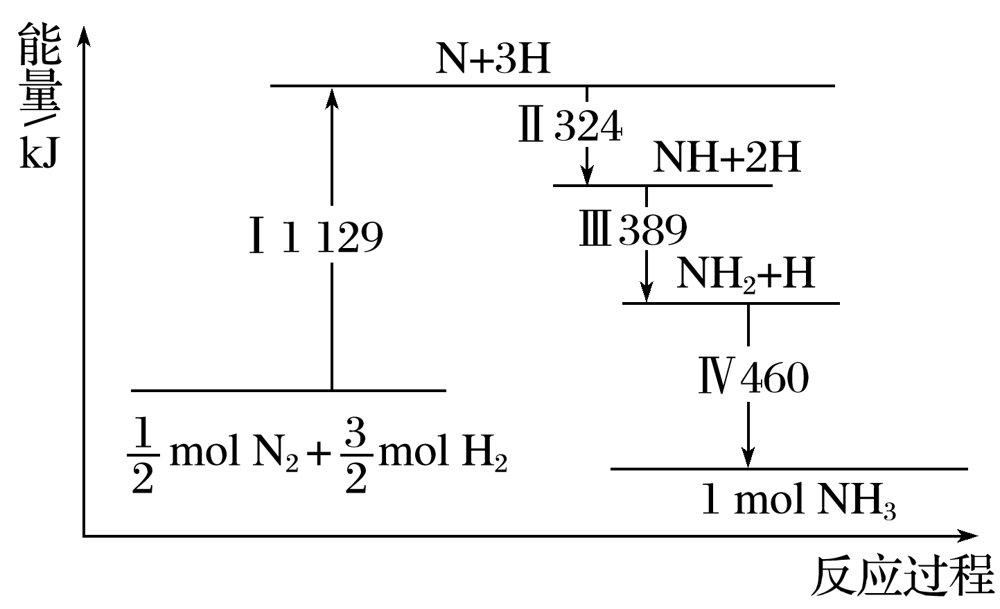 能量/kJ
N+3H
Ⅱ 324
NH+2H
Ⅰ 1 129
Ⅲ 389
NH₂+H
Ⅳ 460
1/2 mol N₂+3/2 mol H₂
1 mol NH₃
反应过程